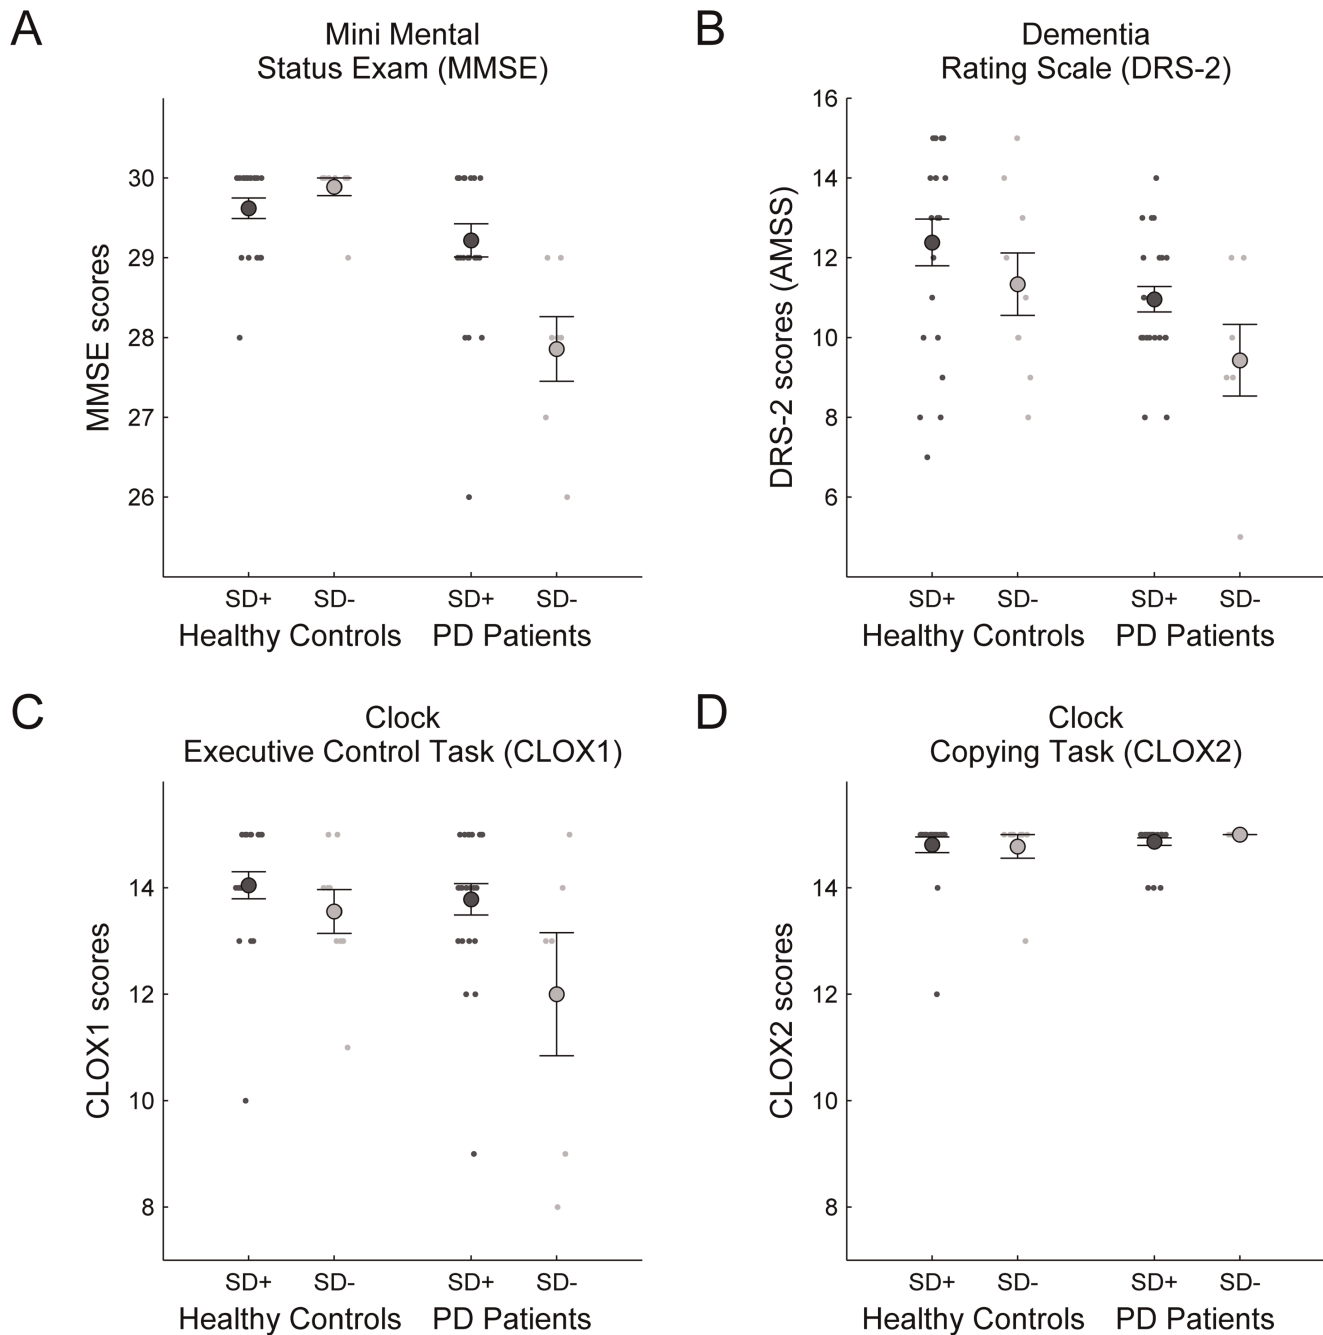 A
Mini Mental
Status Exam (MMSE)
MMSE scores
30
29
28
27
26
SD+ SD- SD+ SD-
Healthy Controls PD Patients
B
Dementia
Rating Scale (DRS-2)
DRS-2 scores (AMSS)
16
14
12
10
8
6
SD+ SD- SD+ SD-
Healthy Controls PD Patients
C
Clock
Executive Control Task (CLOX1)
CLOX1 scores
14
12
10
8
SD+ SD- SD+ SD-
Healthy Controls PD Patients
D
Clock
Copying Task (CLOX2)
CLOX2 scores
14
12
10
8
SD+ SD- SD+ SD-
Healthy Controls PD Patients